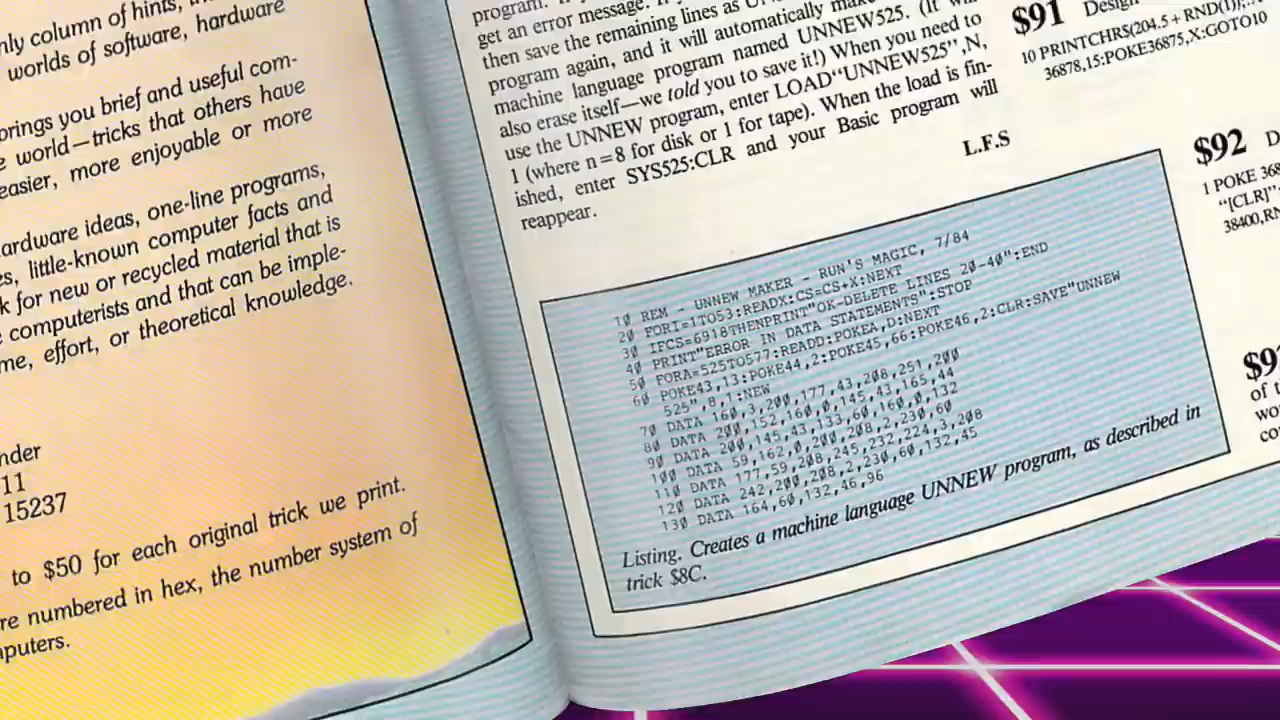 nly column of hints,
worlds of software, hardware
brings you brief and useful com-
world—tricks that others have
easier, more enjoyable or more
ardware ideas, one-line programs,
es, little-known computer facts and
k for new or recycled material that is
computerists and that can be imple-
me, effort, or theoretical knowledge.
nder
11
15237
to $50 for each original trick we print.
re numbered in hex, the number system of
mputers.
program.
get an error message.
then save the remaining lines as
program again, and it will automatically
machine language program named UNNEW525. (It
also erase itself—we told you to save it!) When you need to
use the UNNEW program, enter LOAD“UNNEW525”,N,
1 (where n=8 for disk or 1 for tape). When the load is fin-
ished, enter SYS525:CLR and your Basic program will
reappear.
L.F.S
10 REM - UNNEW MAKER - RUN'S MAGIC, 7/84
20 FORI=1TO53:READX:CS=CS+X:NEXT
30 IFCS=6918THENPRINT"OK-DELETE LINES 20-40":END
40 PRINT"ERROR IN DATA STATEMENTS":STOP
50 FORA=525TO577:READD:POKEA,D:NEXT
60 POKE43,13:POKE44,2:POKE45,66:POKE46,2:CLR:SAVE"UNNEW
525",8,1:NEW
70 DATA 160,3,200,177,43,208,251,200
80 DATA 200,152,160,0,145,43,165,44
90 DATA 200,145,43,133,60,160,0,132
100 DATA 59,162,0,200,208,2,230,60
110 DATA 177,59,208,245,232,224,3,208
120 DATA 242,200,208,2,230,60,132,45
130 DATA 164,60,132,46,96
Listing. Creates a machine language UNNEW program, as described in
trick $8C.
$91 Design
10 PRINTCHR$(204.5+RND(1));:
36878,15:POKE36875,X:GOTO10
$92
1 POKE 368
"[CLR]"
38400,RN
$93
of t
wo
co